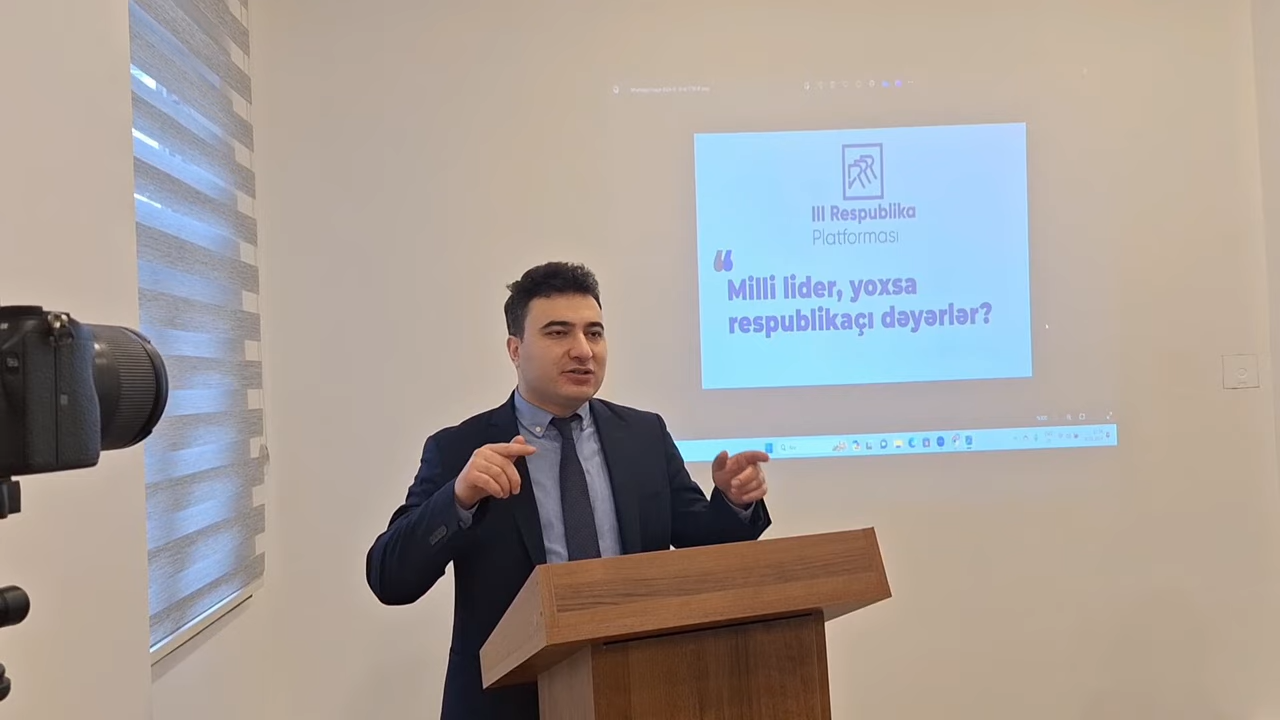 III Respublika
Platforması
“
Milli lider, yoxsa
respublikaçı dəyərlər?